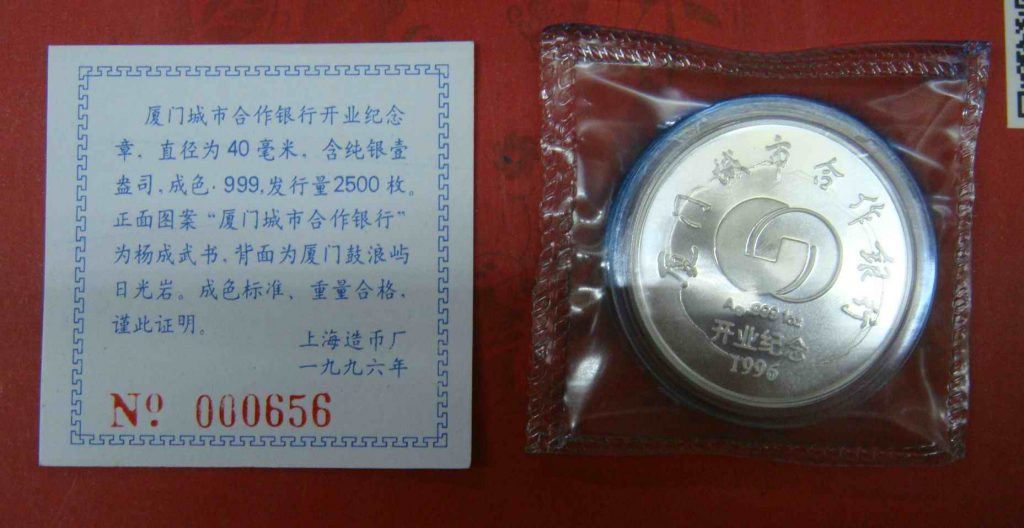 厦门城市合作银行开业纪念
章，直径为40毫米，含纯银壹
盎司，成色·999，发行量2500枚。
正面图案“厦门城市合作银行”
为杨成武书，背面为厦门鼓浪屿
日光岩。成色标准、重量合格，
谨此证明。
上海造币厂
一九九六年
Nº 000656
厦门城市合作银行
Ag.999 1oz
开业纪念
1996